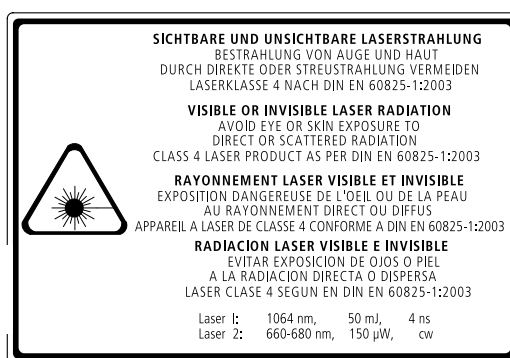 SICHTBARE UND UNSICHTBARE LASERSTRAHLUNG
BESTRAHLUNG VON AUGE UND HAUT
DURCH DIREKTE ODER STREUSTRAHLUNG VERMEIDEN
LASERKLASSE 4 NACH DIN EN 60825-1:2003
VISIBLE OR INVISIBLE LASER RADIATION
AVOID EYE OR SKIN EXPOSURE TO
DIRECT OR SCATTERED RADIATION
CLASS 4 LASER PRODUCT AS PER DIN EN 60825-1:2003
RAYONNEMENT LASER VISIBLE ET INVISIBLE
EXPOSITION DANGEREUSE DE L'OEIL OU DE LA PEAU
AU RAYONNEMENT DIRECT OU DIFFUS
APPAREIL A LASER DE CLASSE 4 CONFORME A DIN EN 60825-1:2003
RADIACION LASER VISIBLE E INVISIBLE
EVITAR EXPOSICION DE OJOS O PIEL
A LA RADIACION DIRECTA O DISPERSA
LASER CLASE 4 SEGUN EN DIN EN 60825-1:2003
Laser 1: 1064 nm, 50 mJ, 4 ns
Laser 2: 660-680 nm, 150 µW, cw